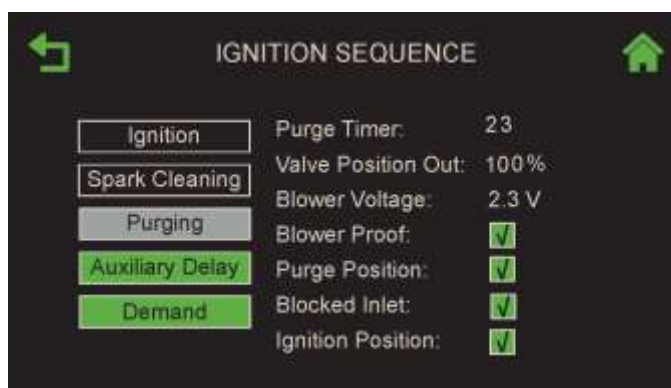 IGNITION SEQUENCE
Ignition
Spark Cleaning
Purging
Auxiliary Delay
Demand
Purge Timer: 23
Valve Position Out: 100%
Blower Voltage: 2.3 V
Blower Proof: √
Purge Position: √
Blocked Inlet: √
Ignition Position: √